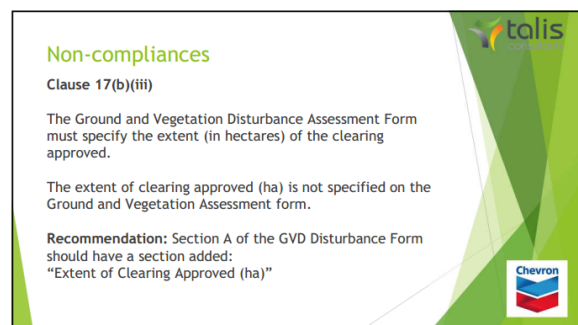 talis
consultants
Non-compliances
Clause 17(b)(iii)
The Ground and Vegetation Disturbance Assessment Form
must specify the extent (in hectares) of the clearing
approved.
The extent of clearing approved (ha) is not specified on the
Ground and Vegetation Assessment form.
Recommendation: Section A of the GVD Disturbance Form
should have a section added:
“Extent of Clearing Approved (ha)”
Chevron